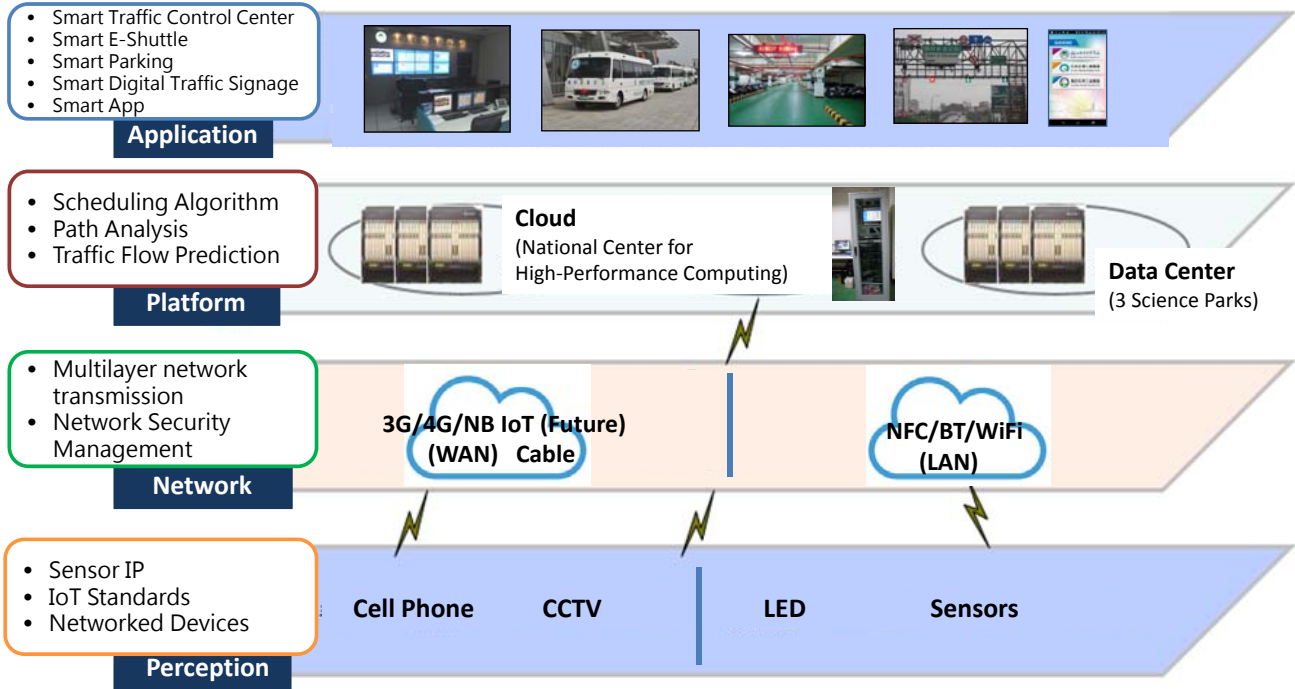 • Smart Traffic Control Center
• Smart E-Shuttle
• Smart Parking
• Smart Digital Traffic Signage
• Smart App
Application
• Scheduling Algorithm
• Path Analysis
• Traffic Flow Prediction
Platform
Cloud
(National Center for
High-Performance Computing)
Data Center
(3 Science Parks)
• Multilayer network
transmission
• Network Security
Management
Network
3G/4G/NB IoT (Future)
(WAN) Cable
NFC/BT/WiFi
(LAN)
• Sensor IP
• IoT Standards
• Networked Devices
Perception
Cell Phone
CCTV
LED
Sensors